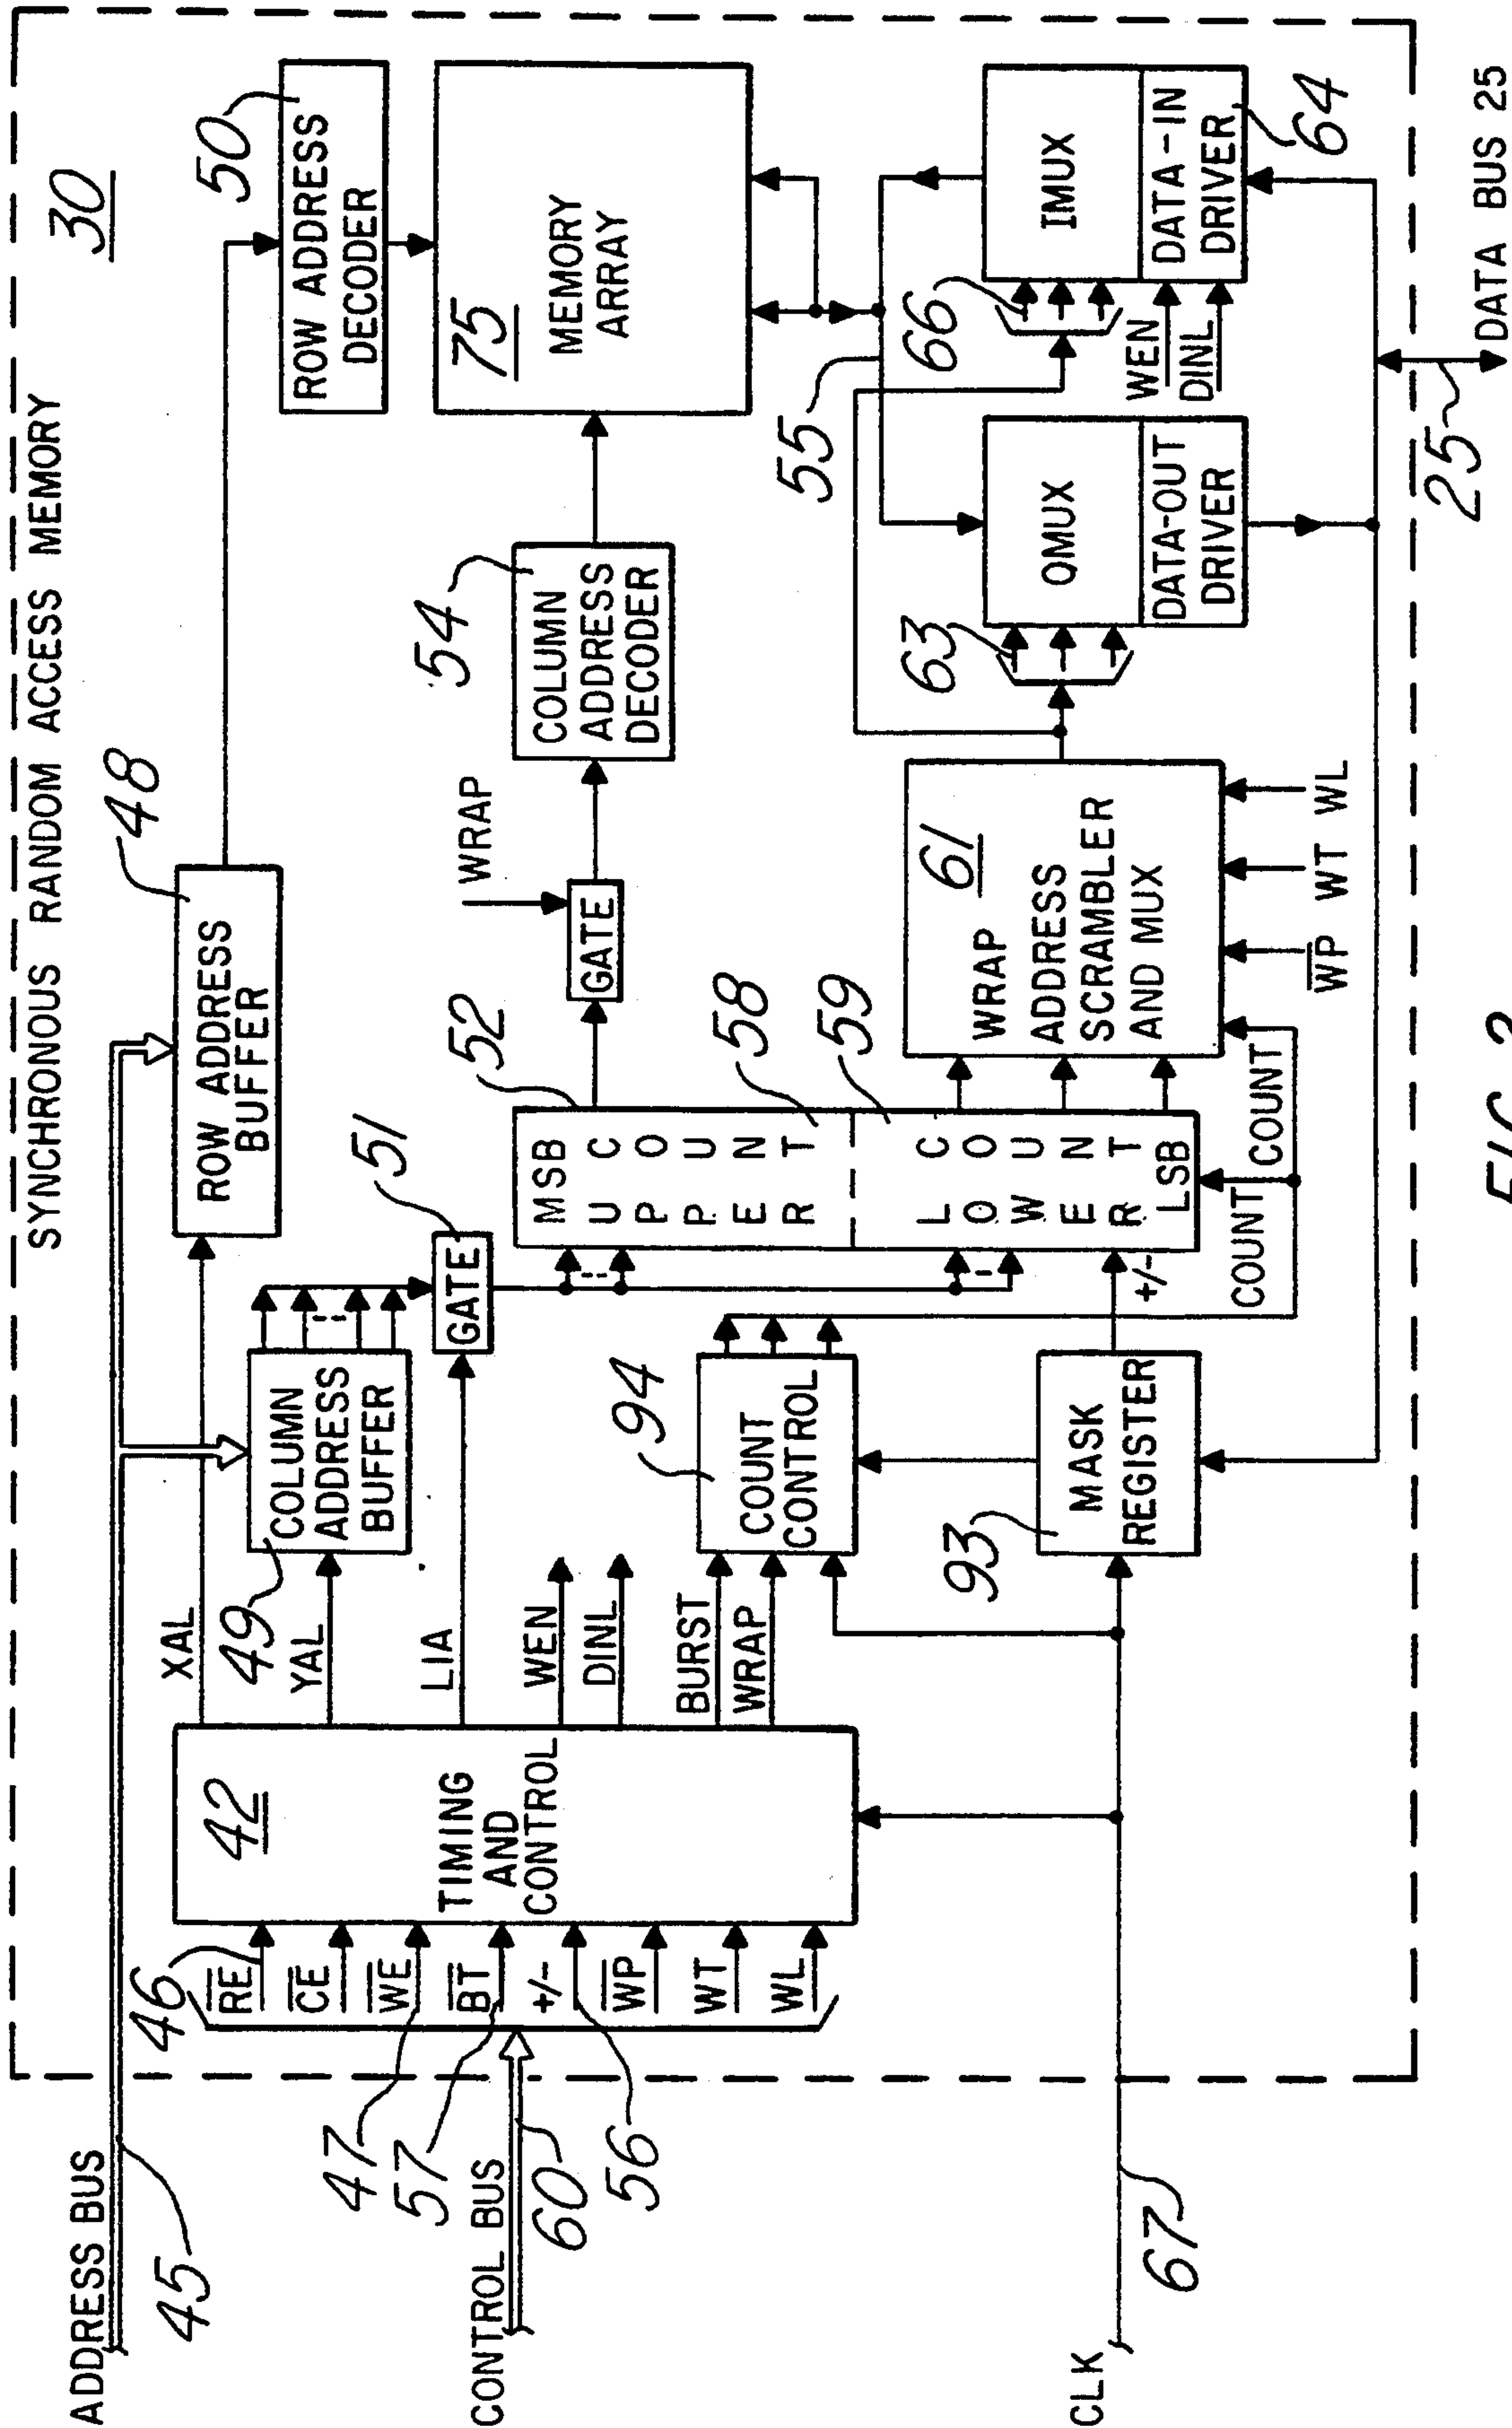 SYNCHRONOUS RANDOM ACCESS MEMORY
30
ADDRESS BUS
45
CONTROL BUS
60
CLK
67
46
47
57
56
RE
CE
WE
BT
+/-
WP
WT
WL
42
TIMING
AND
CONTROL
XAL
YAL
LIA
WEN
DINL
BURST
WRAP
49
COLUMN
ADDRESS
BUFFER
48
ROW ADDRESS
BUFFER
51
GATE
94
COUNT
CONTROL
93
MASK
REGISTER
52
MSB
UPPER
COUNT
58
59
LOWER
COUNT
LSB
+/-
COUNT
COUNT
WRAP
GATE
54
COLUMN
ADDRESS
DECODER
50
ROW ADDRESS
DECODER
75
MEMORY
ARRAY
55
61
WRAP
ADDRESS
SCRAMBLER
AND MUX
WP
WT
WL
63
QMUX
DATA-OUT
DRIVER
66
IMUX
DATA-IN
DRIVER
64
WEN
DINL
25
DATA BUS 25